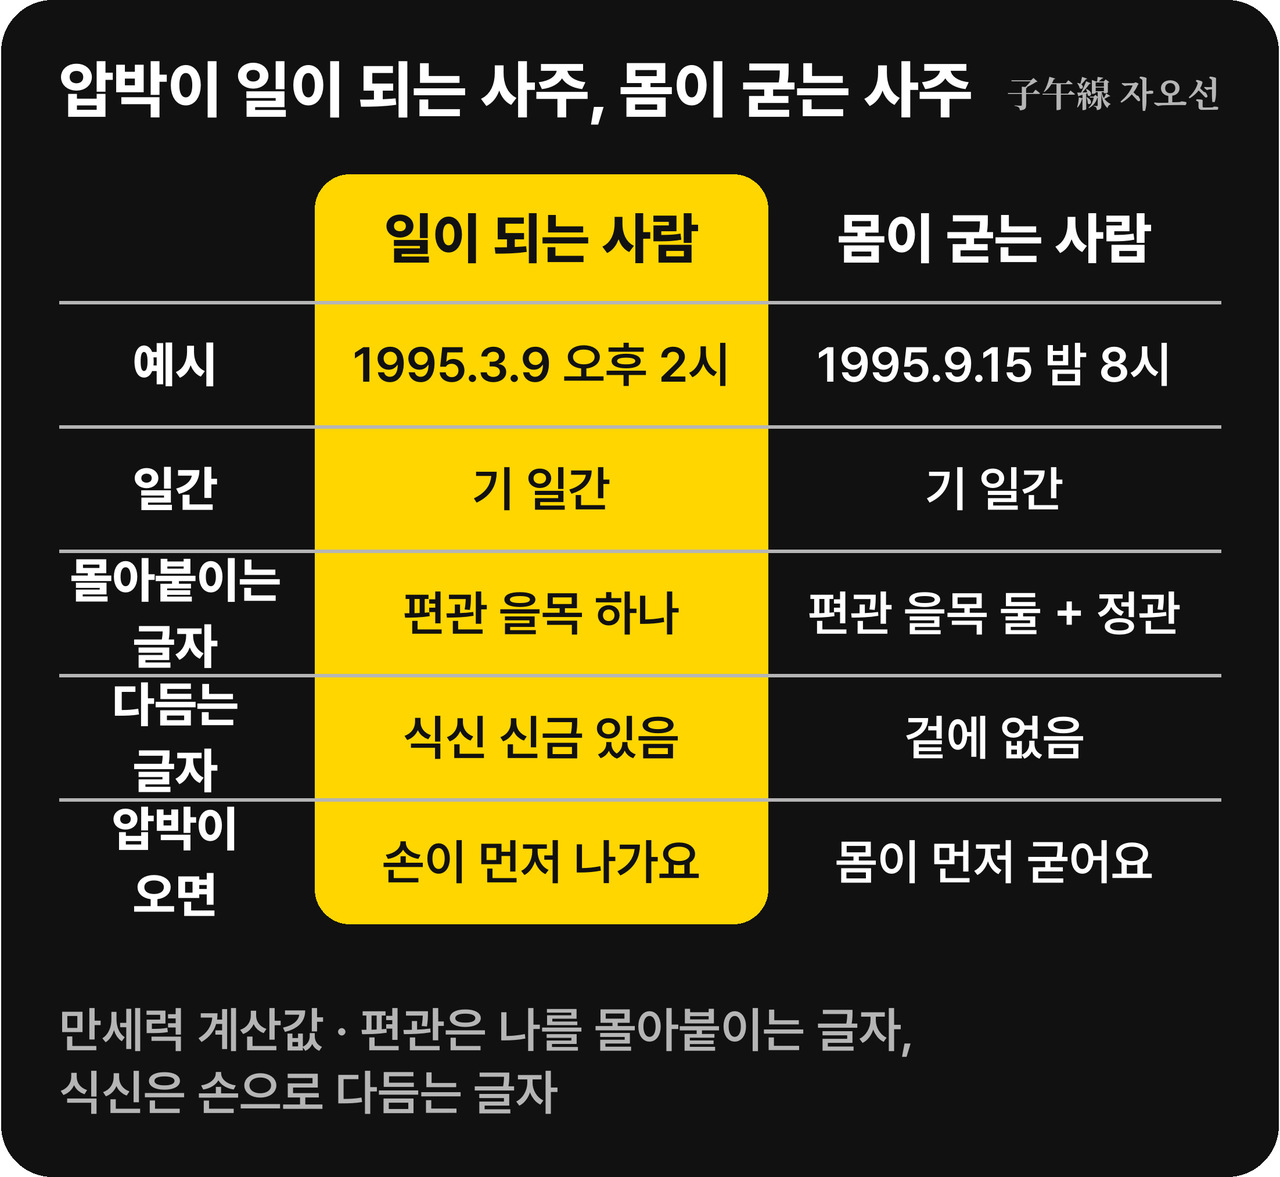 압박이 일이 되는 사주, 몸이 굳는 사주 子午線 자오선
일이 되는 사람 몸이 굳는 사람
예시 1995.3.9 오후 2시 1995.9.15 밤 8시
일간 기 일간 기 일간
몰아붙이는
글자 편관 을목 하나 편관 을목 둘 + 정관
다듬는
글자 식신 신금 있음 겉에 없음
압박이
오면 손이 먼저 나가요 몸이 먼저 굳어요
만세력 계산값 · 편관은 나를 몰아붙이는 글자,
식신은 손으로 다듬는 글자